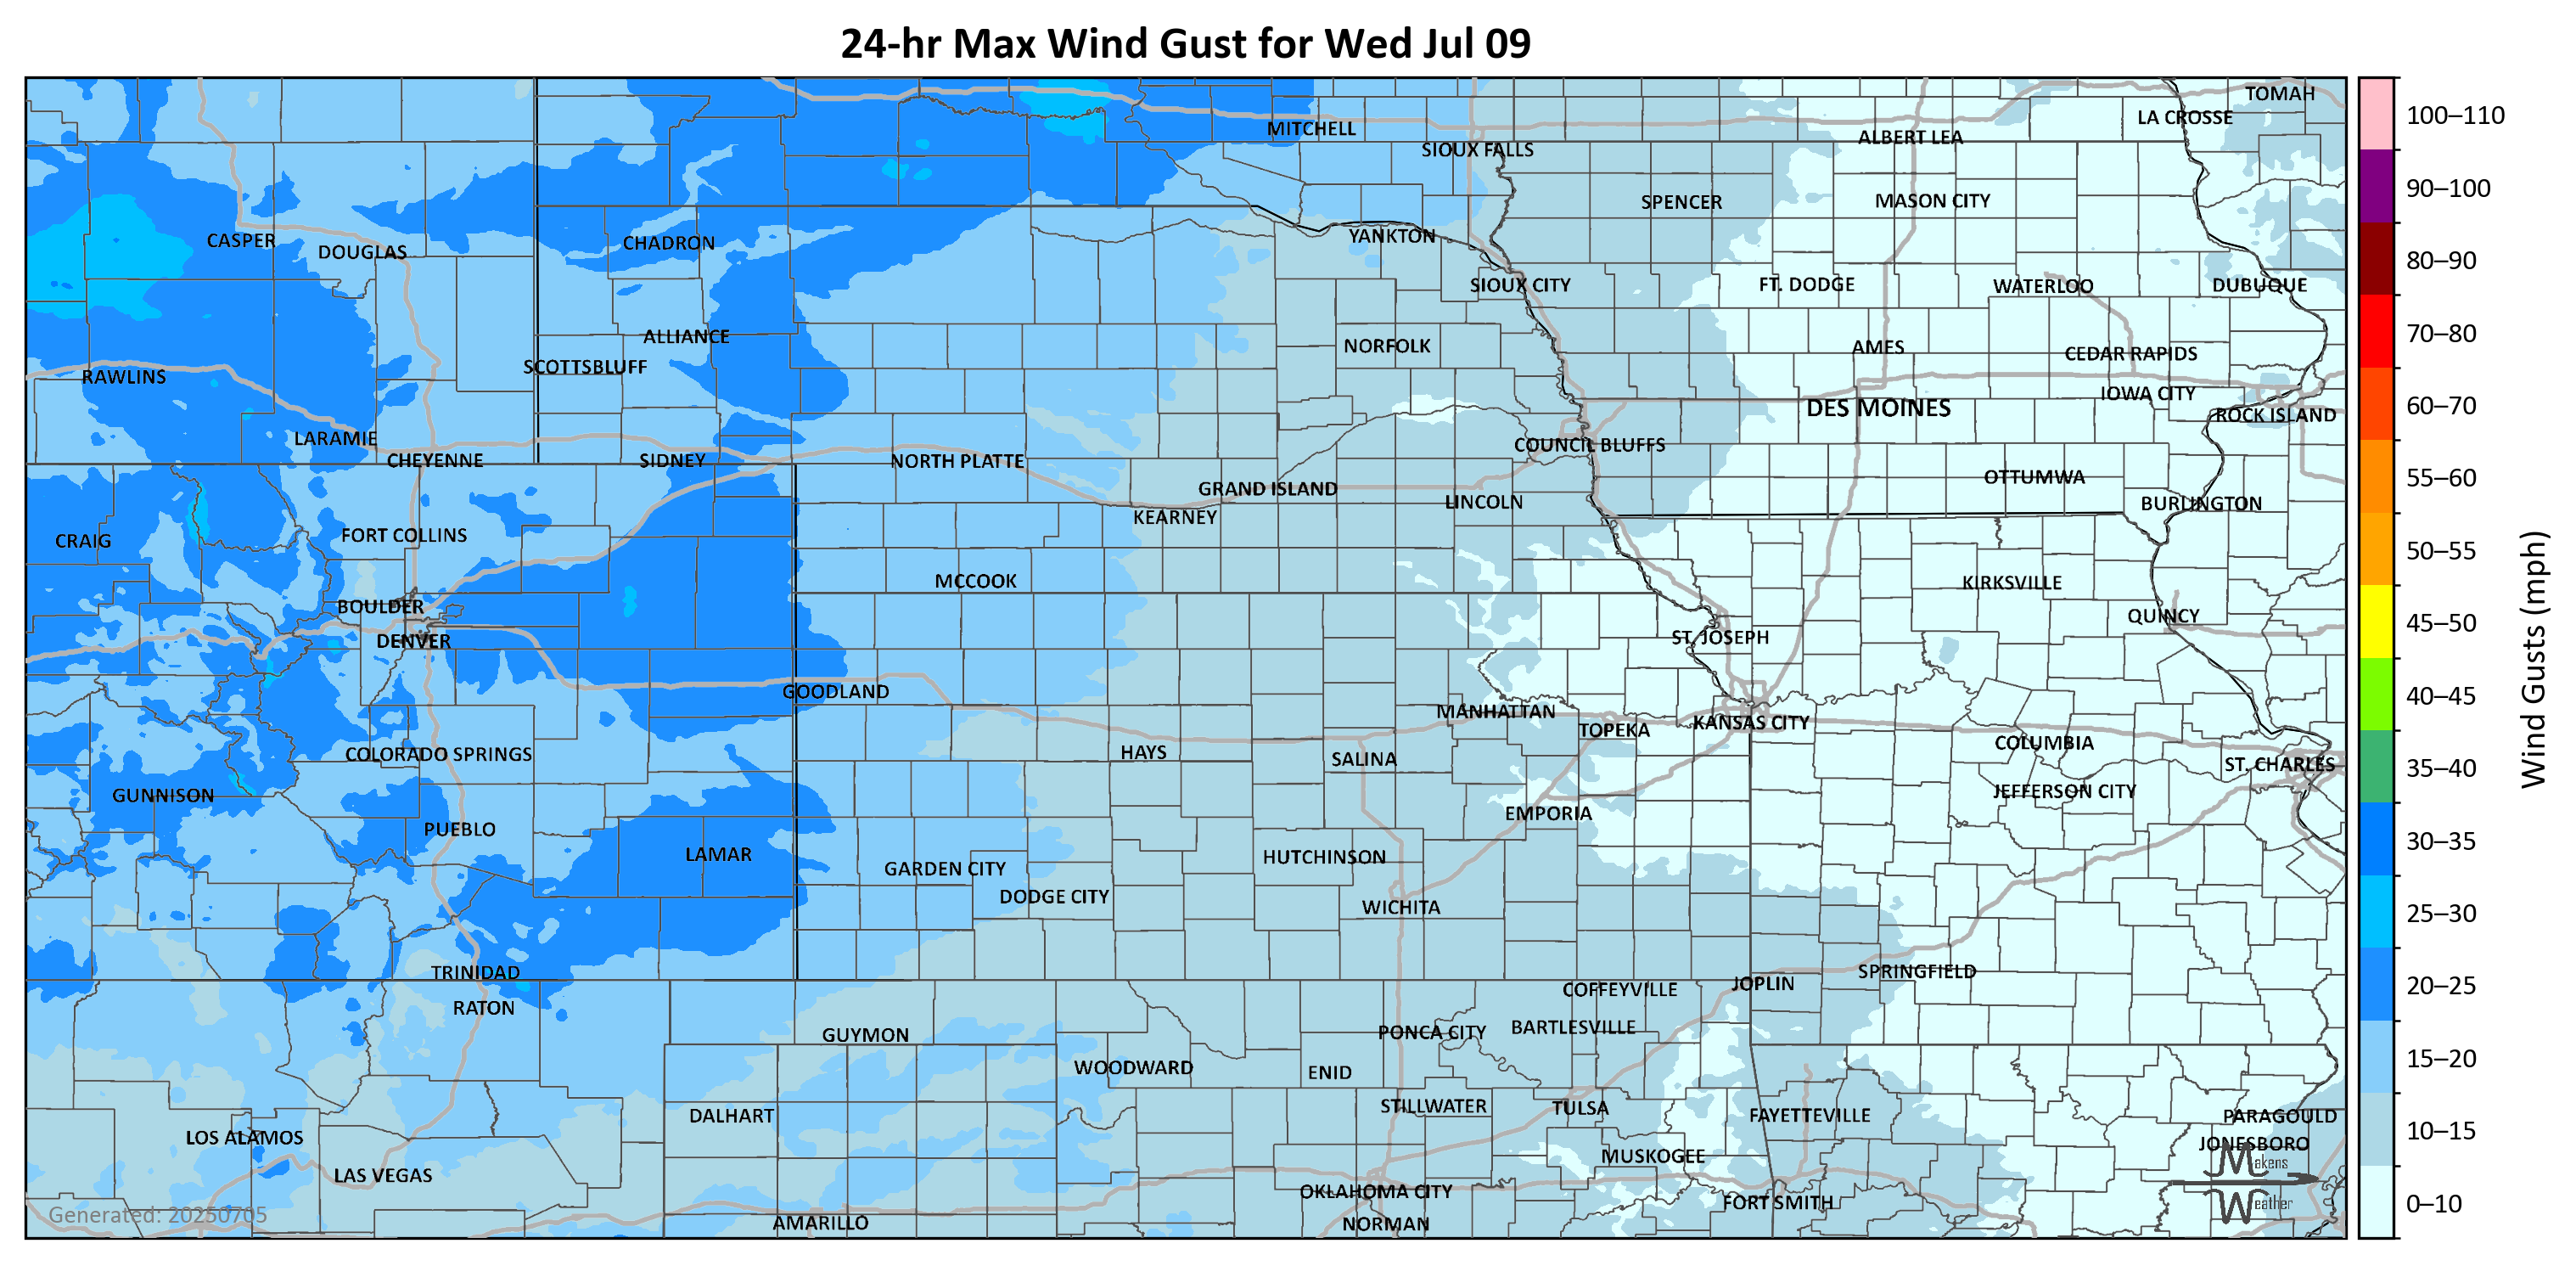 24-hr Max Wind Gust for Wed Jul 09
TOMAH
LA CROSSE
MITCHELL
ALBERT LEA
SIOUX FALLS
SPENCER
MASON CITY
CASPER
DOUGLAS
CHADRON
YANKTON
SIOUX CITY
FT. DODGE
WATERLOO
DUBUQUE
ALLIANCE
NORFOLK
AMES
CEDAR RAPIDS
SCOTTSBLUFF
RAWLINS
IOWA CITY
DES MOINES
ROCK ISLAND
LARAMIE
COUNCIL BLUFFS
CHEYENNE
SIDNEY
NORTH PLATTE
OTTUMWA
GRAND ISLAND
LINCOLN
BURLINGTON
KEARNEY
CRAIG
FORT COLLINS
MCCOOK
KIRKSVILLE
BOULDER
QUINCY
DENVER
ST. JOSEPH
GOODLAND
MANHATTAN
TOPEKA
KANSAS CITY
COLUMBIA
COLORADO SPRINGS
HAYS
SALINA
ST. CHARLES
GUNNISON
JEFFERSON CITY
EMPORIA
PUEBLO
LAMAR
HUTCHINSON
GARDEN CITY
DODGE CITY
WICHITA
TRINIDAD
SPRINGFIELD
JOPLIN
COFFEYVILLE
RATON
GUYMON
PONCA CITY
BARTLESVILLE
WOODWARD
ENID
DALHART
STILLWATER
TULSA
FAYETTEVILLE
PARAGOULD
LOS ALAMOS
JONESBORO
MUSKOGEE
LAS VEGAS
OKLAHOMA CITY
FORT SMITH
AMARILLO
NORMAN
Makens
Weather
Generated: 20250705
100–110
90–100
80–90
70–80
60–70
55–60
50–55
45–50
40–45
35–40
30–35
25–30
20–25
15–20
10–15
0–10
Wind Gusts (mph)